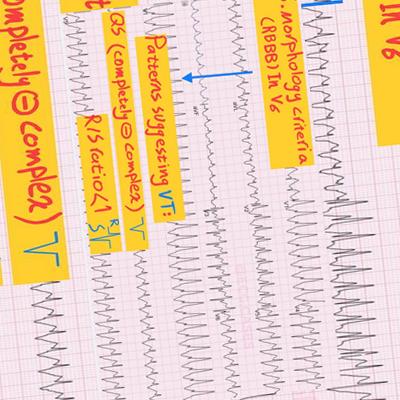 In V6
. morphology criteria
(RBBB) In V6
Patterns suggesting VT:
QS (completely ⊖ complex)
R/S ratio<1 R S
ompletely ⊖ complex)